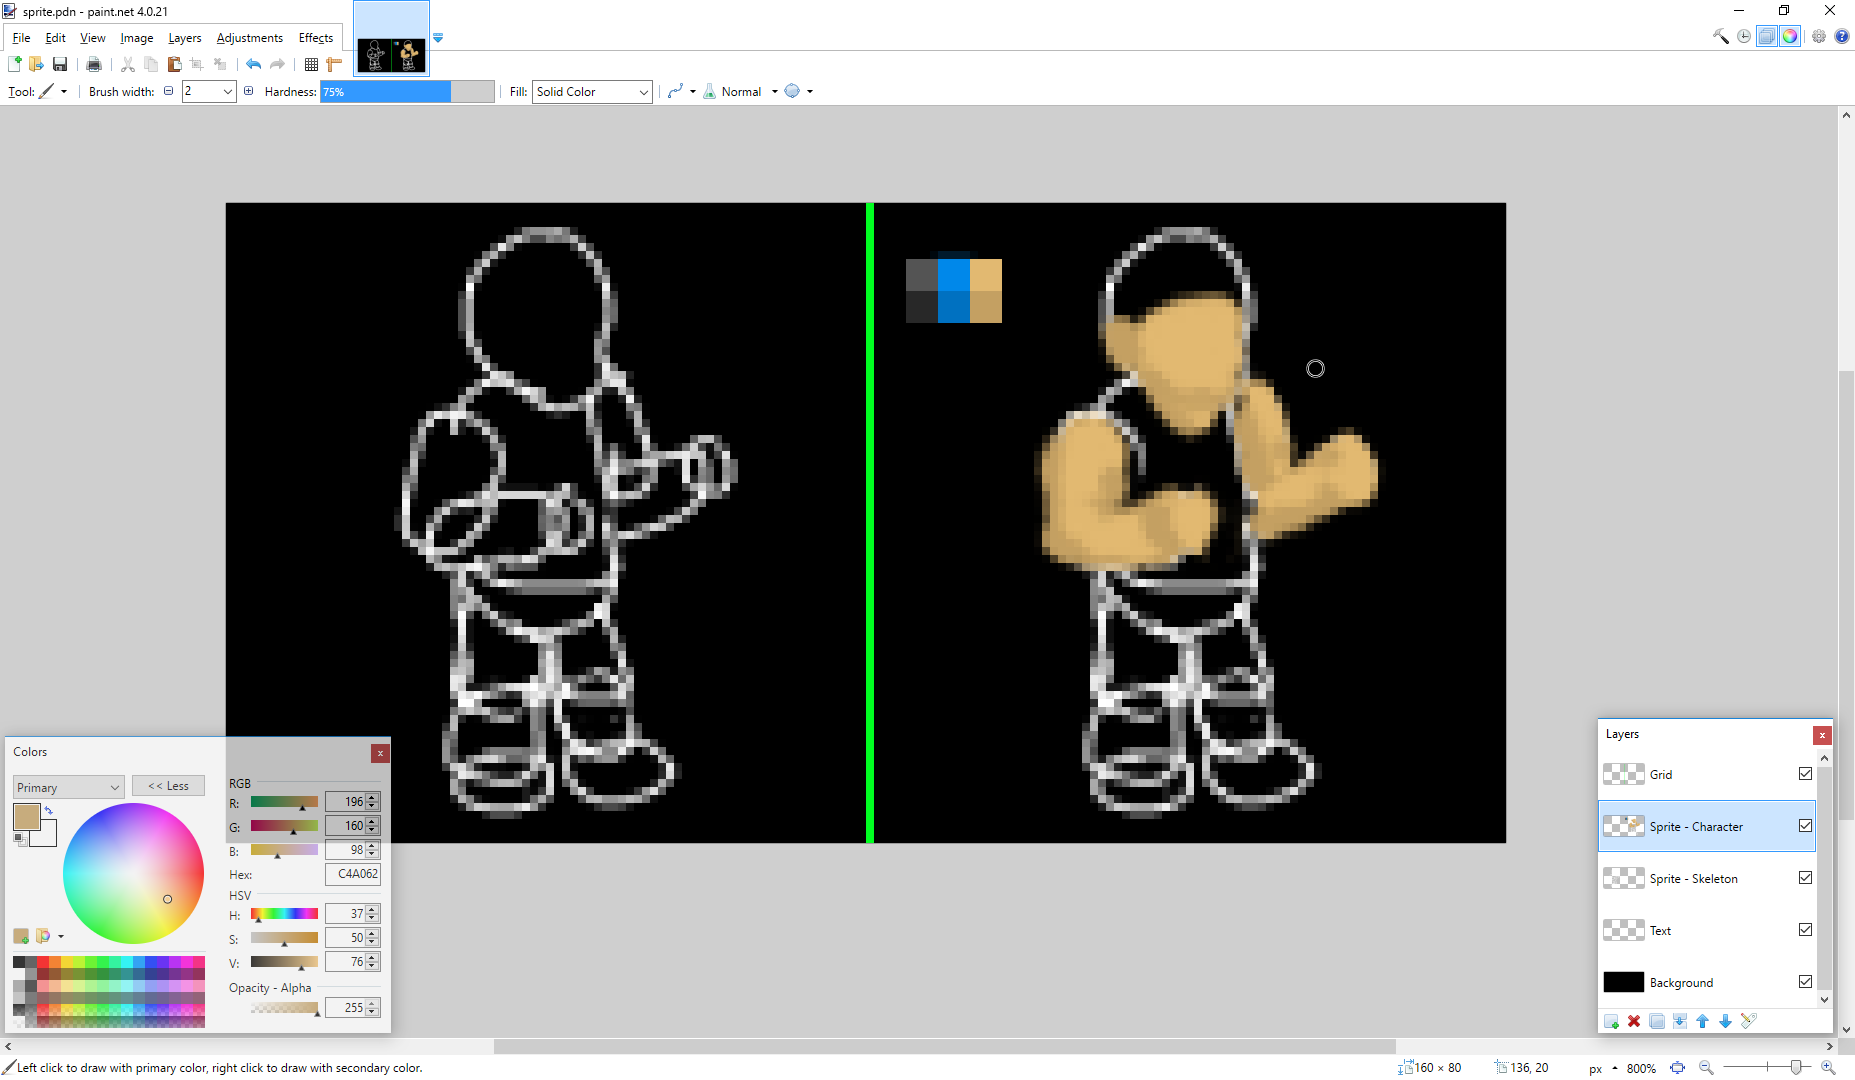 sprite.pdn - paint.net 4.0.21
File Edit View Image Layers Adjustments Effects
Tool: Brush width: 2 Hardness: 75% Fill: Solid Color Normal
Colors
x
Primary
<< Less
RGB
R: 196
G: 160
B: 98
Hex: C4A062
HSV
H: 37
S: 50
V: 76
Opacity - Alpha
255
Layers
x
Grid
Sprite - Character
Sprite - Skeleton
Text
Background
Left click to draw with primary color, right click to draw with secondary color. 160 × 80 136, 20 px 800%